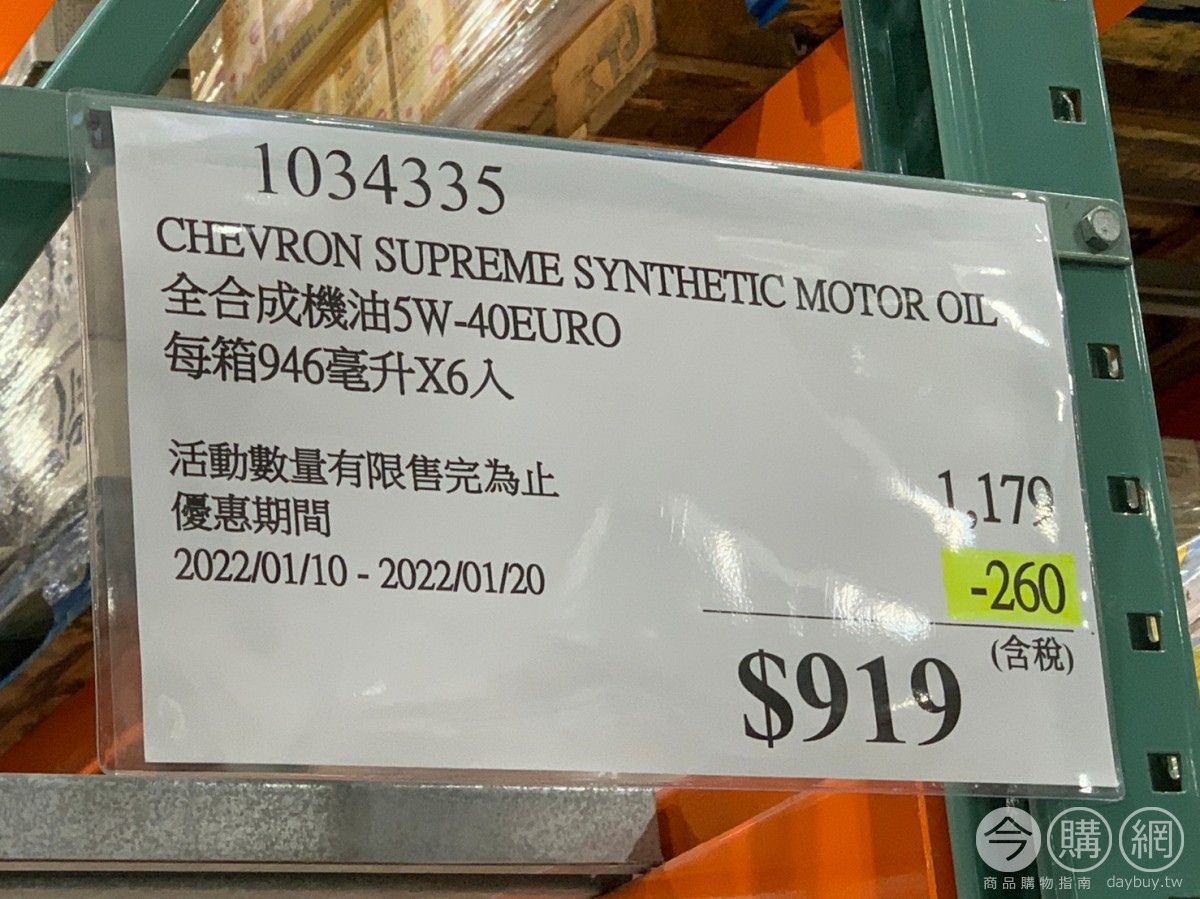 1034335
CHEVRON SUPREME SYNTHETIC MOTOR OIL
全合成機油5W-40EURO
每箱946毫升X6入
活動數量有限售完為止
優惠期間
2022/01/10 - 2022/01/20
1,179
-260
(含稅)
$919
今購網
商品購物指南 daybuy.tw